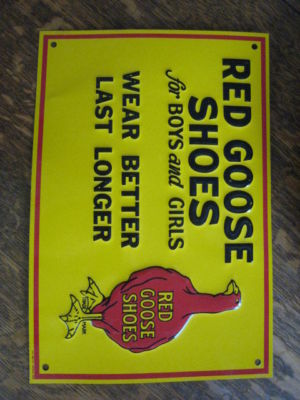 RED GOOSE
SHOES
for BOYS and GIRLS
WEAR BETTER
LAST LONGER
RED
GOOSE
SHOES